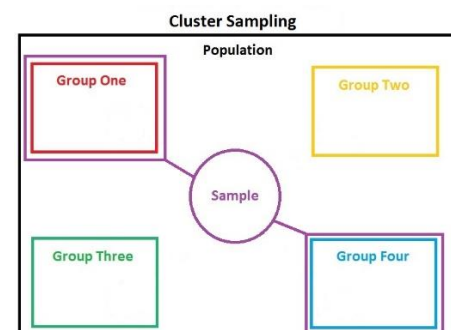 Cluster Sampling
Population
Group One
Group Two
Sample
Group Three
Group Four